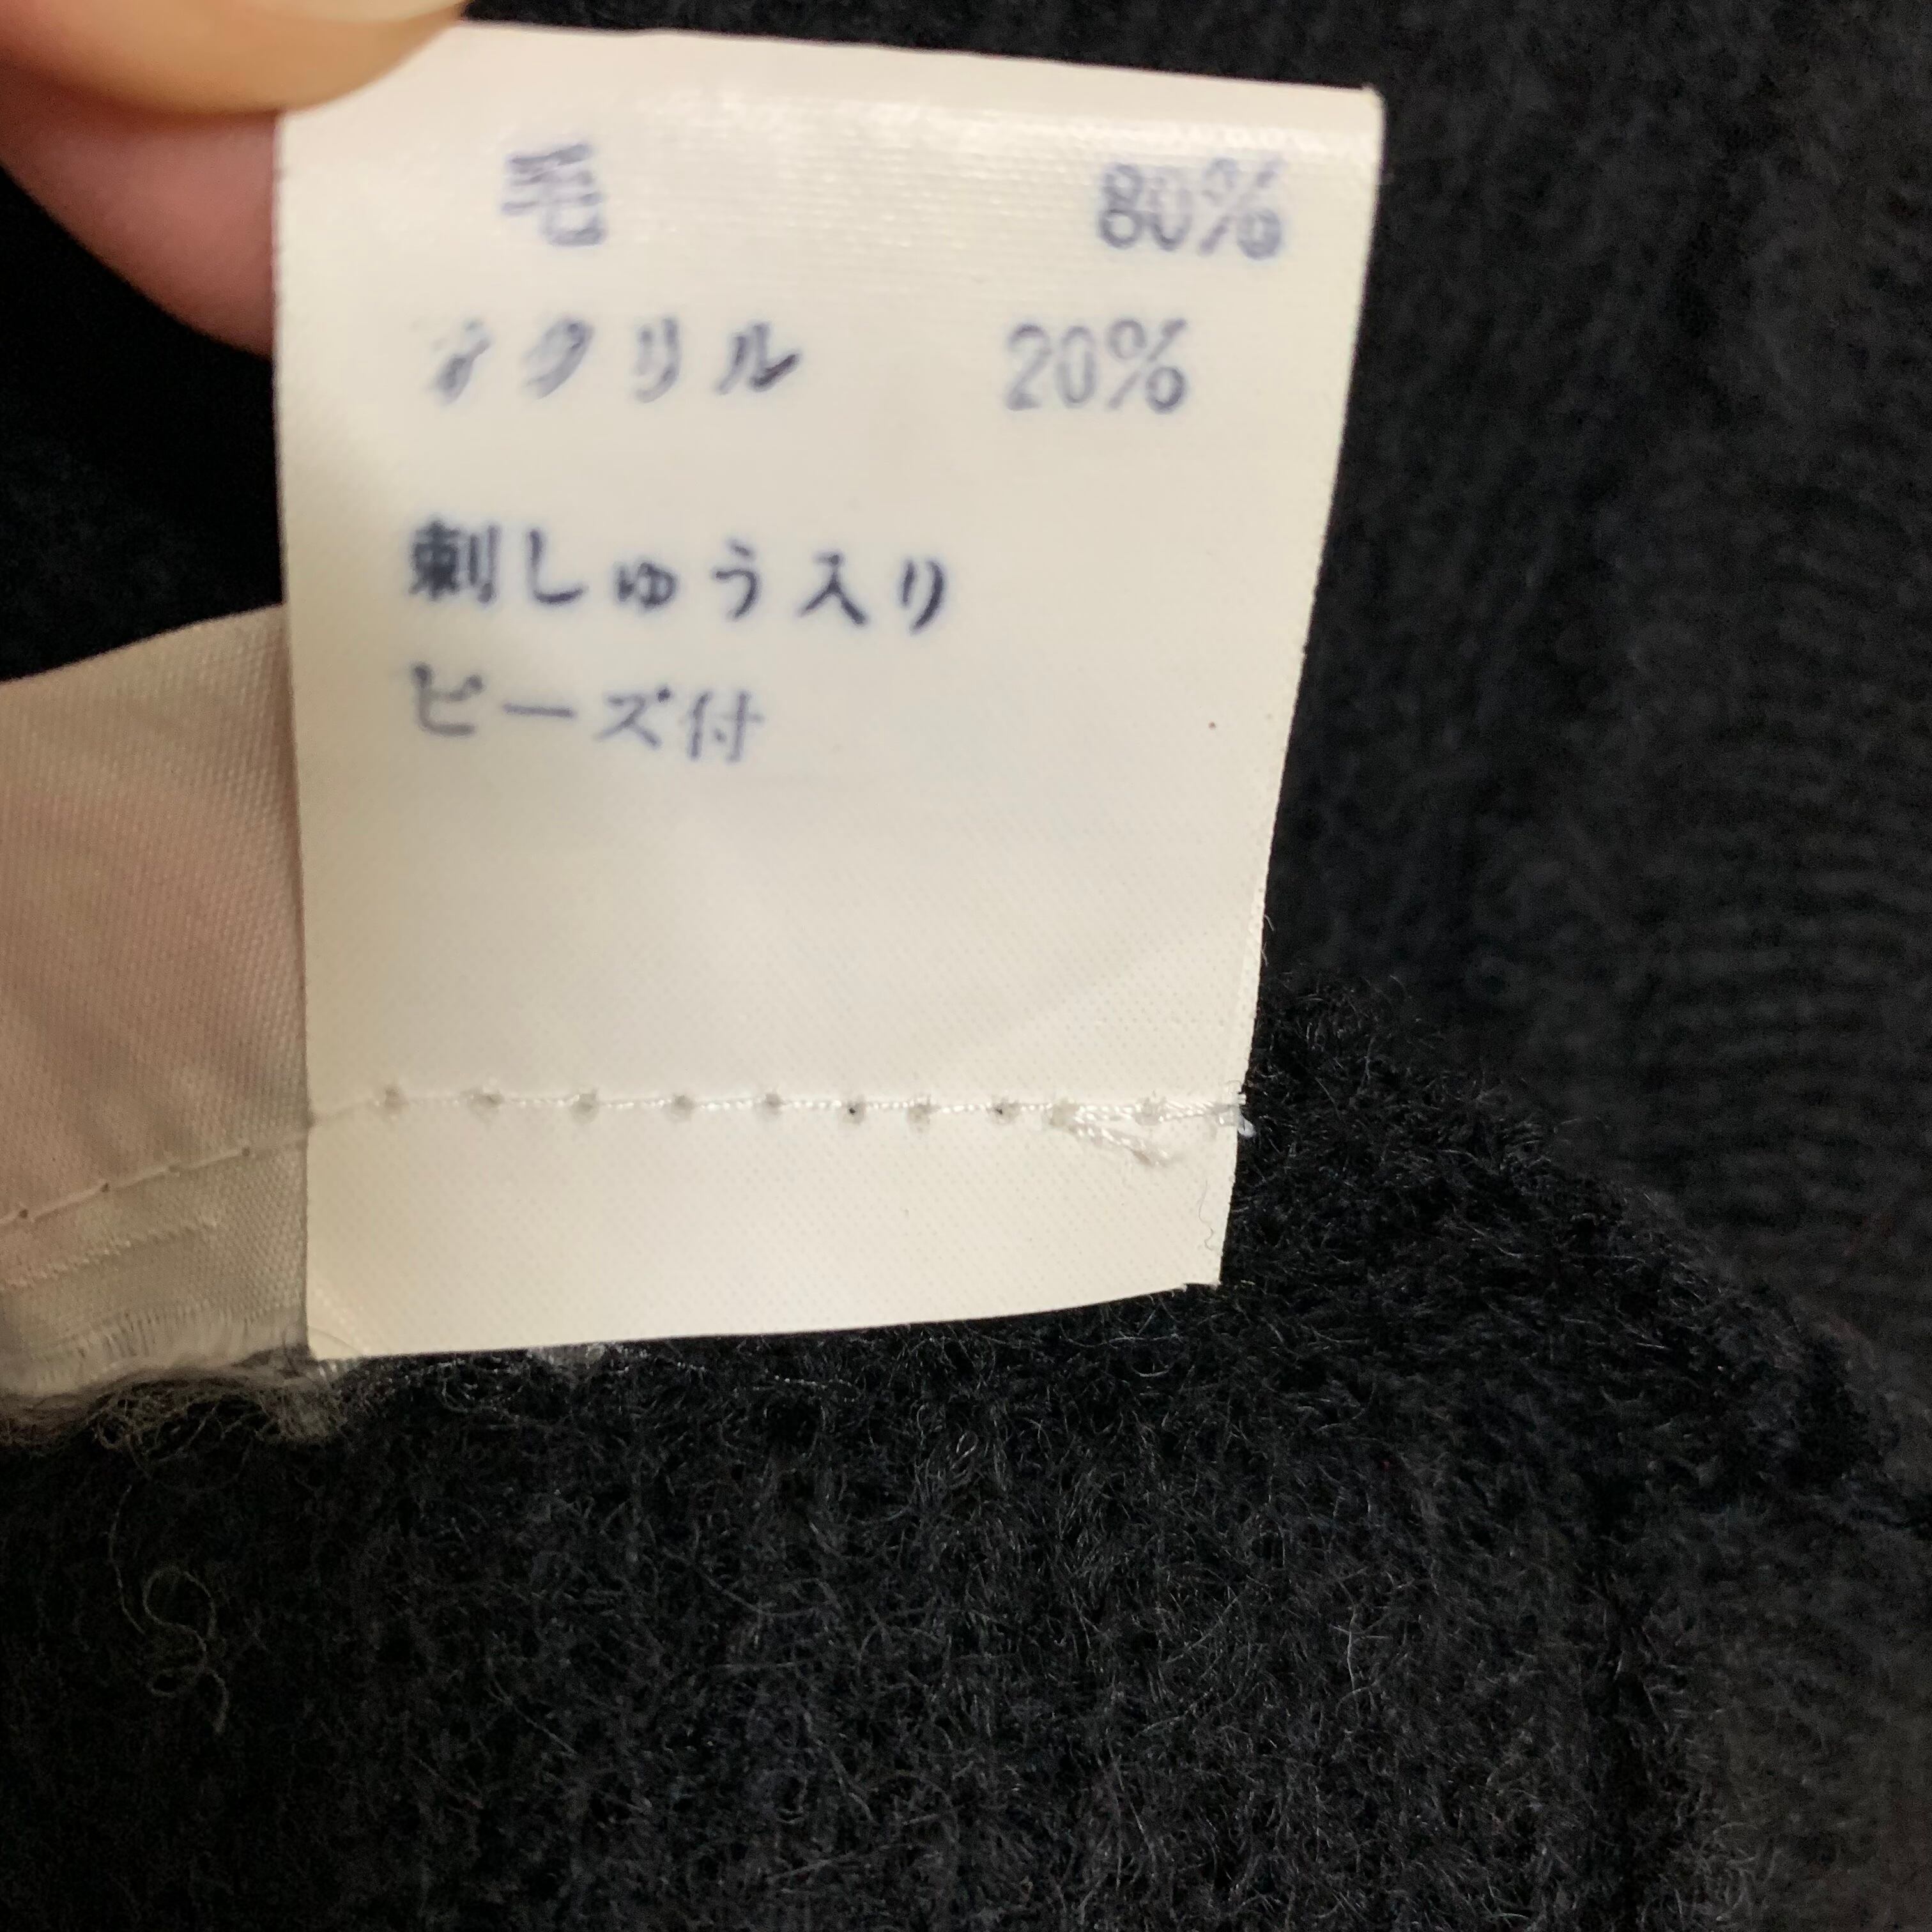 毛 80%
アクリル 20%
刺しゅう入り
ビーズ付